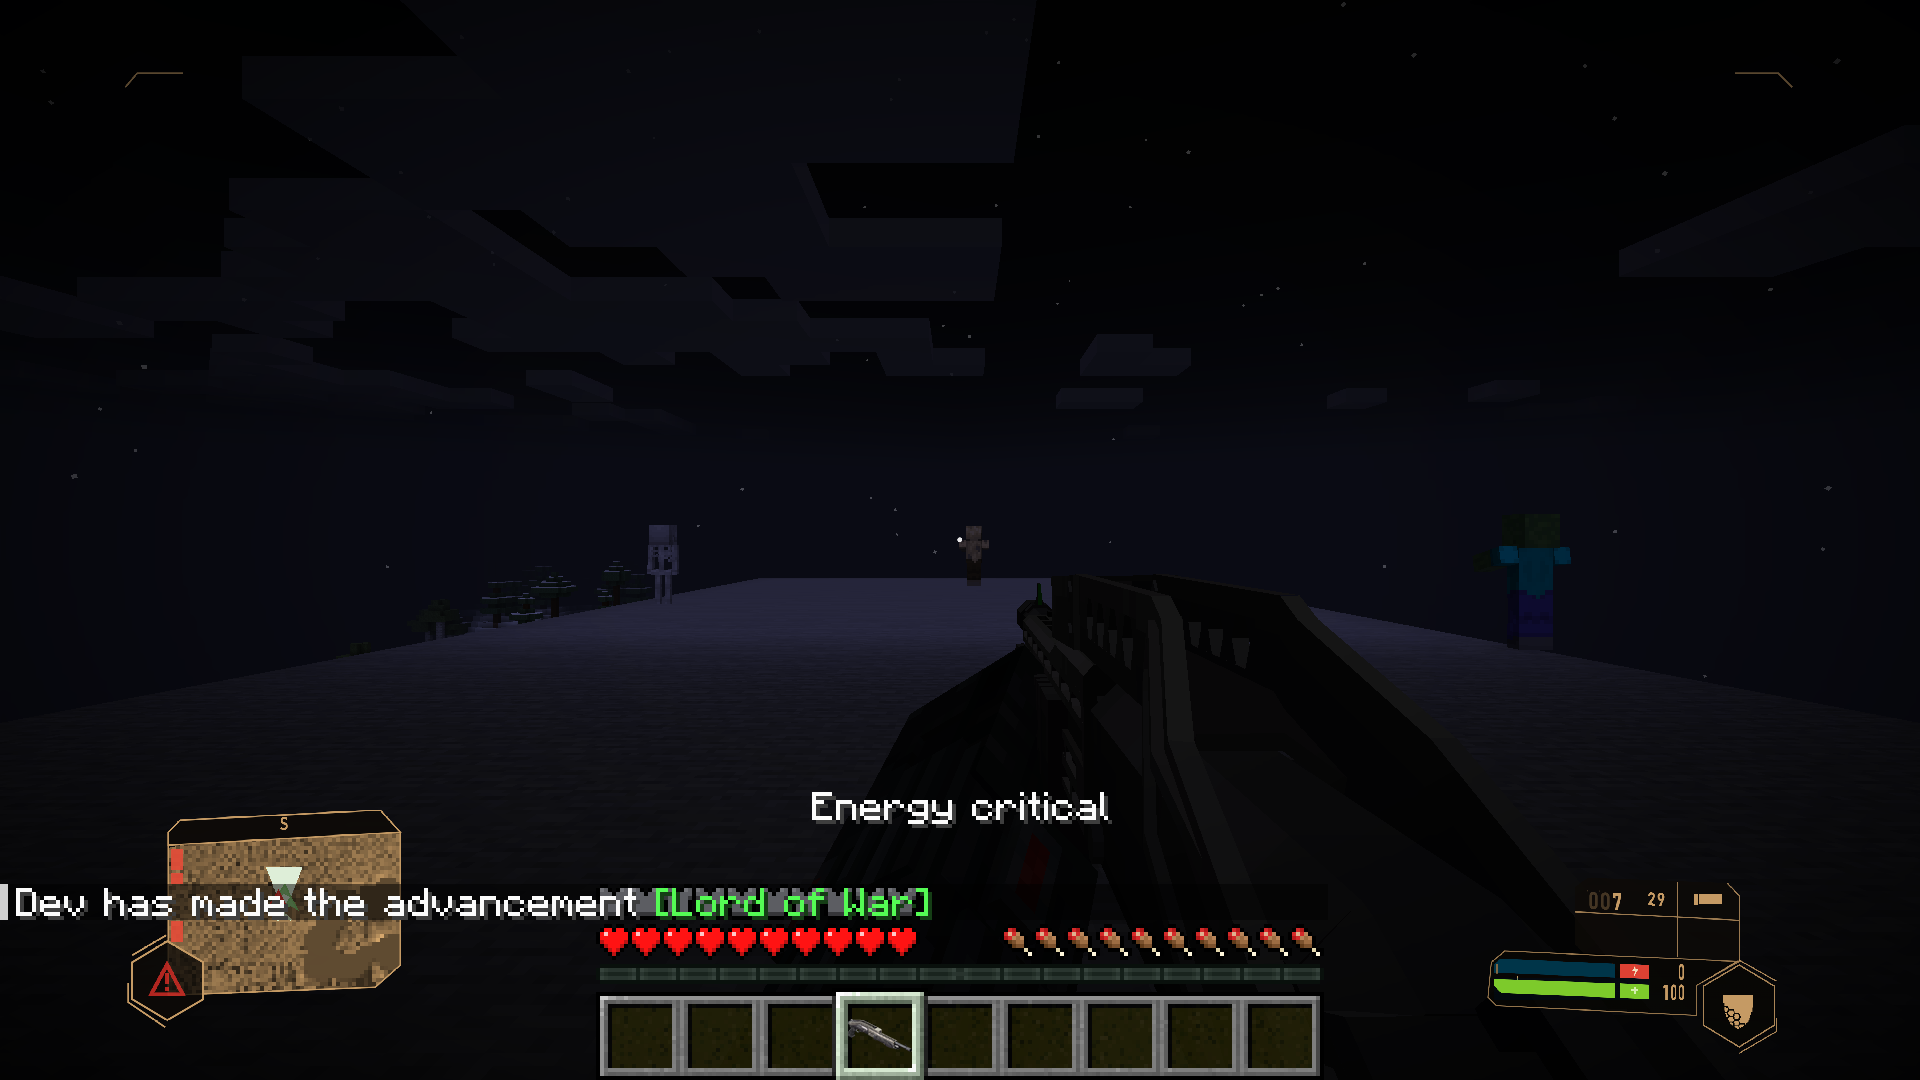 Energy critical
S
Dev has made the advancement [Lord of War]
007 29
0
100